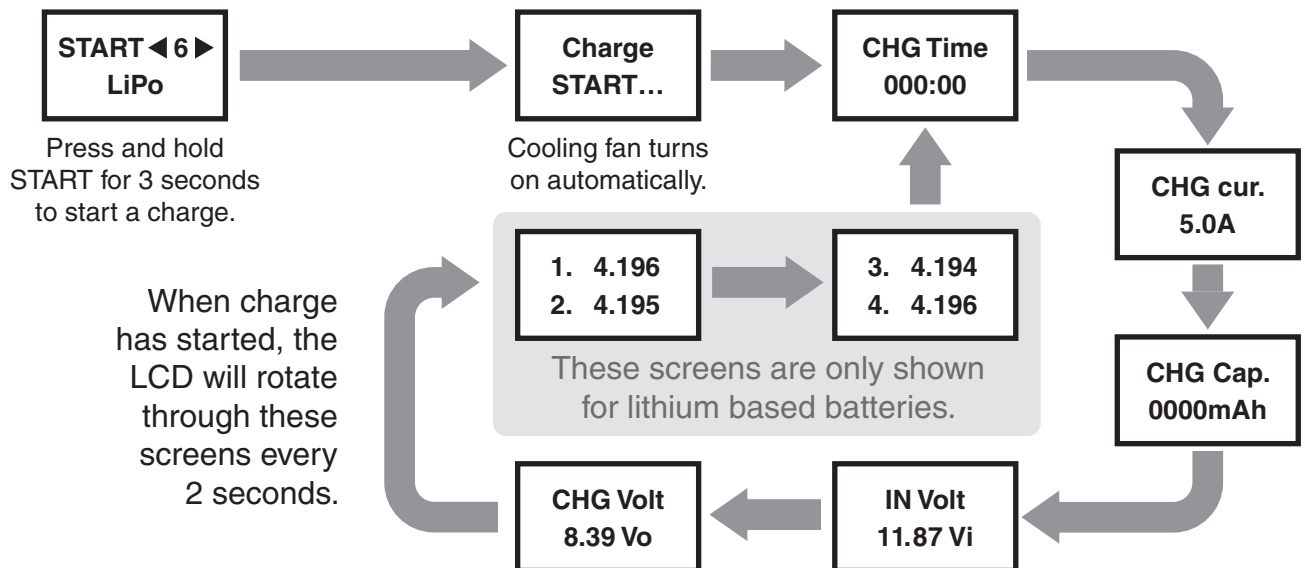 START ◀ 6 ▶
LiPo
Press and hold
START for 3 seconds
to start a charge.
Charge
START...
Cooling fan turns
on automatically.
CHG Time
000:00
CHG cur.
5.0A
CHG Cap.
0000mAh
IN Volt
11.87 Vi
CHG Volt
8.39 Vo
When charge
has started, the
LCD will rotate
through these
screens every
2 seconds.
1. 4.196
2. 4.195
3. 4.194
4. 4.196
These screens are only shown
for lithium based batteries.